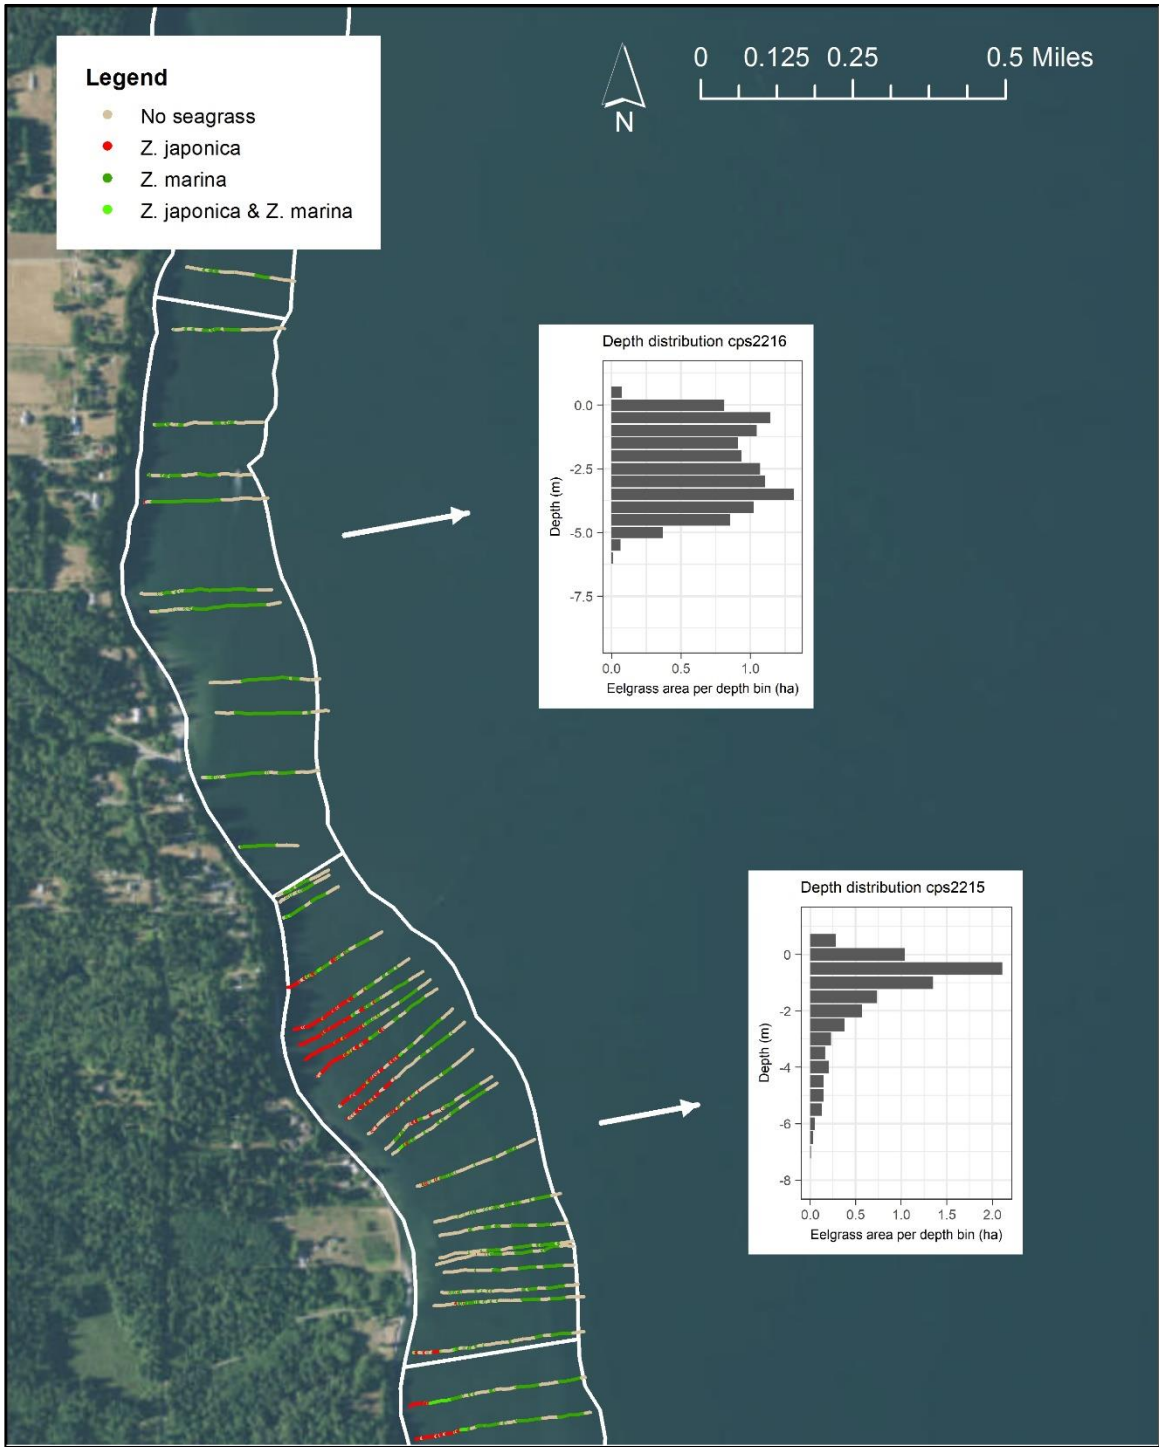 Legend
No seagrass
Z. japonica
Z. marina
Z. japonica & Z. marina
N
0 0.125 0.25 0.5 Miles
Depth distribution cps2216
Depth (m)
0.0
-2.5
-5.0
-7.5
0.0 0.5 1.0
Eelgrass area per depth bin (ha)
Depth distribution cps2215
Depth (m)
0
-2
-4
-6
-8
0.0 0.5 1.0 1.5 2.0
Eelgrass area per depth bin (ha)